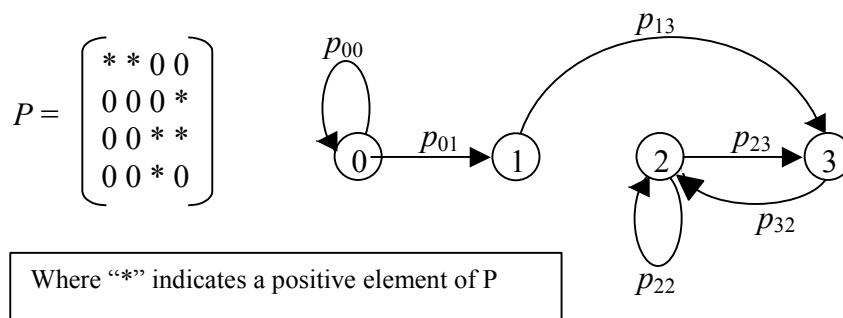 P =
* * 0 0
0 0 0 *
0 0 * *
0 0 * 0
p00
p01
p13
p23
p32
p22
0
1
2
3
Where “*” indicates a positive element of P